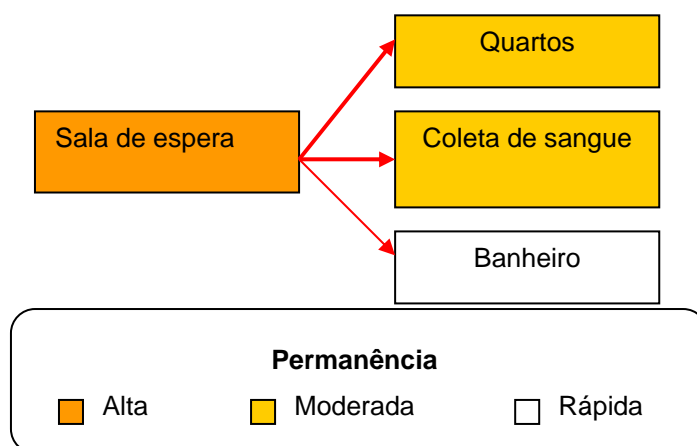 Quartos
Sala de espera
Coleta de sangue
Banheiro
Permanência
Alta
Moderada
Rápida